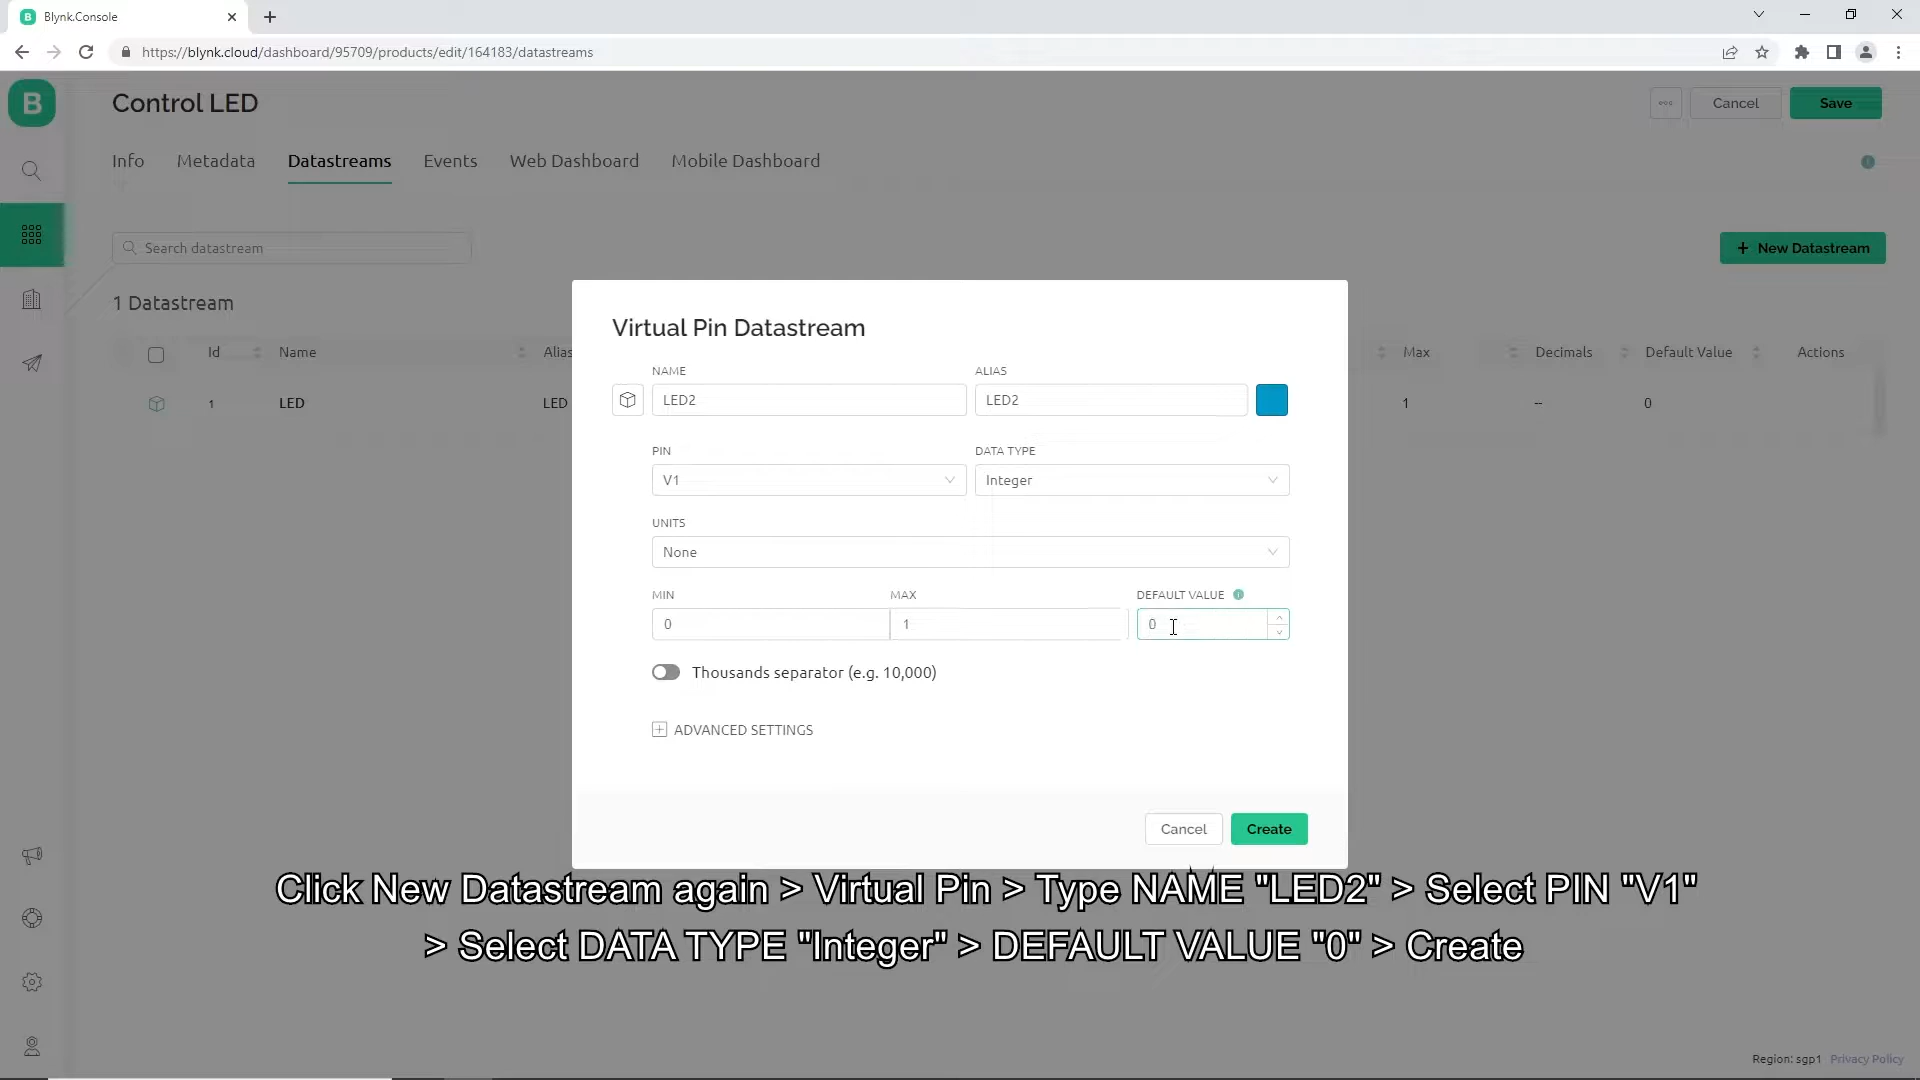 Blynk.Console
https://blynk.cloud/dashboard/95709/products/edit/164183/datastreams
B
Control LED
Cancel
Save
Info
Metadata
Datastreams
Events
Web Dashboard
Mobile Dashboard
Search datastream
+ New Datastream
1 Datastream
Id
Name
Alias
Max
Decimals
Default Value
Actions
1
LED
LED
1
--
0
Virtual Pin Datastream
NAME
ALIAS
LED2
LED2
PIN
DATA TYPE
V1
Integer
UNITS
None
MIN
MAX
DEFAULT VALUE
0
1
0
Thousands separator (e.g. 10,000)
ADVANCED SETTINGS
Cancel
Create
Click New Datastream again > Virtual Pin > Type NAME "LED2" > Select PIN "V1"
> Select DATA TYPE "Integer" > DEFAULT VALUE "0" > Create
Region: sgp1 Privacy Policy